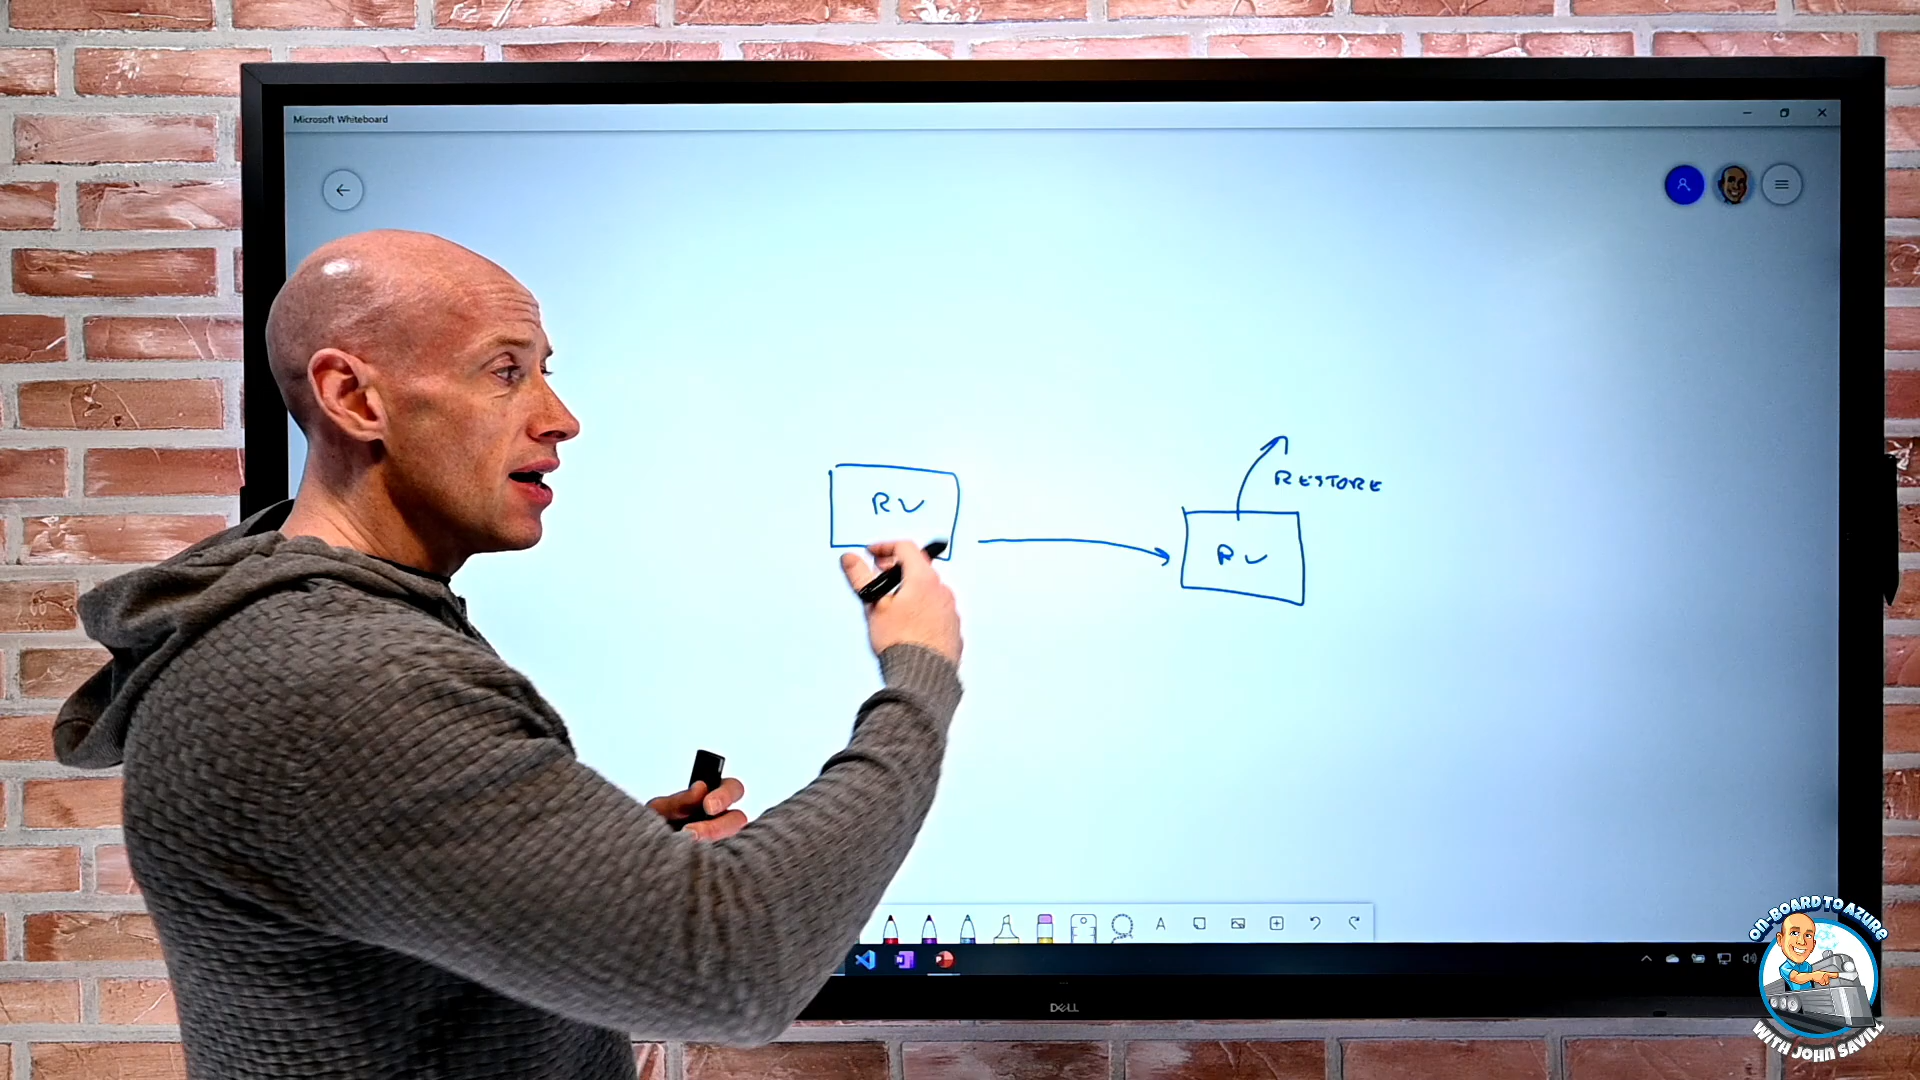 Microsoft Whiteboard
RV
RESTORE
RV
A
DELL
ON-BOARD TO AZURE
WITH JOHN SAVILL